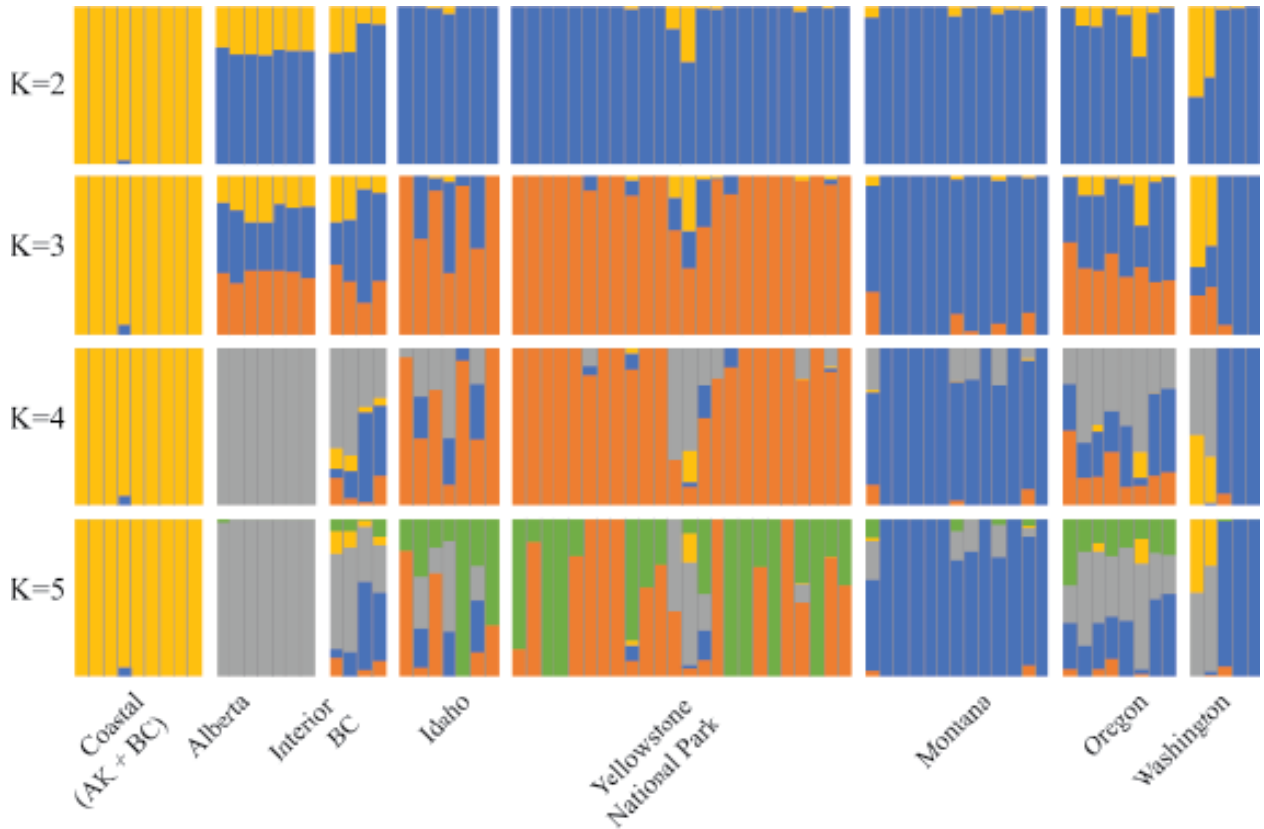 K=2
K=3
K=4
K=5
Coastal
(AK + BC)
Alberta
Interior
BC
Idaho
Yellowstone
National Park
Montana
Oregon
Washington